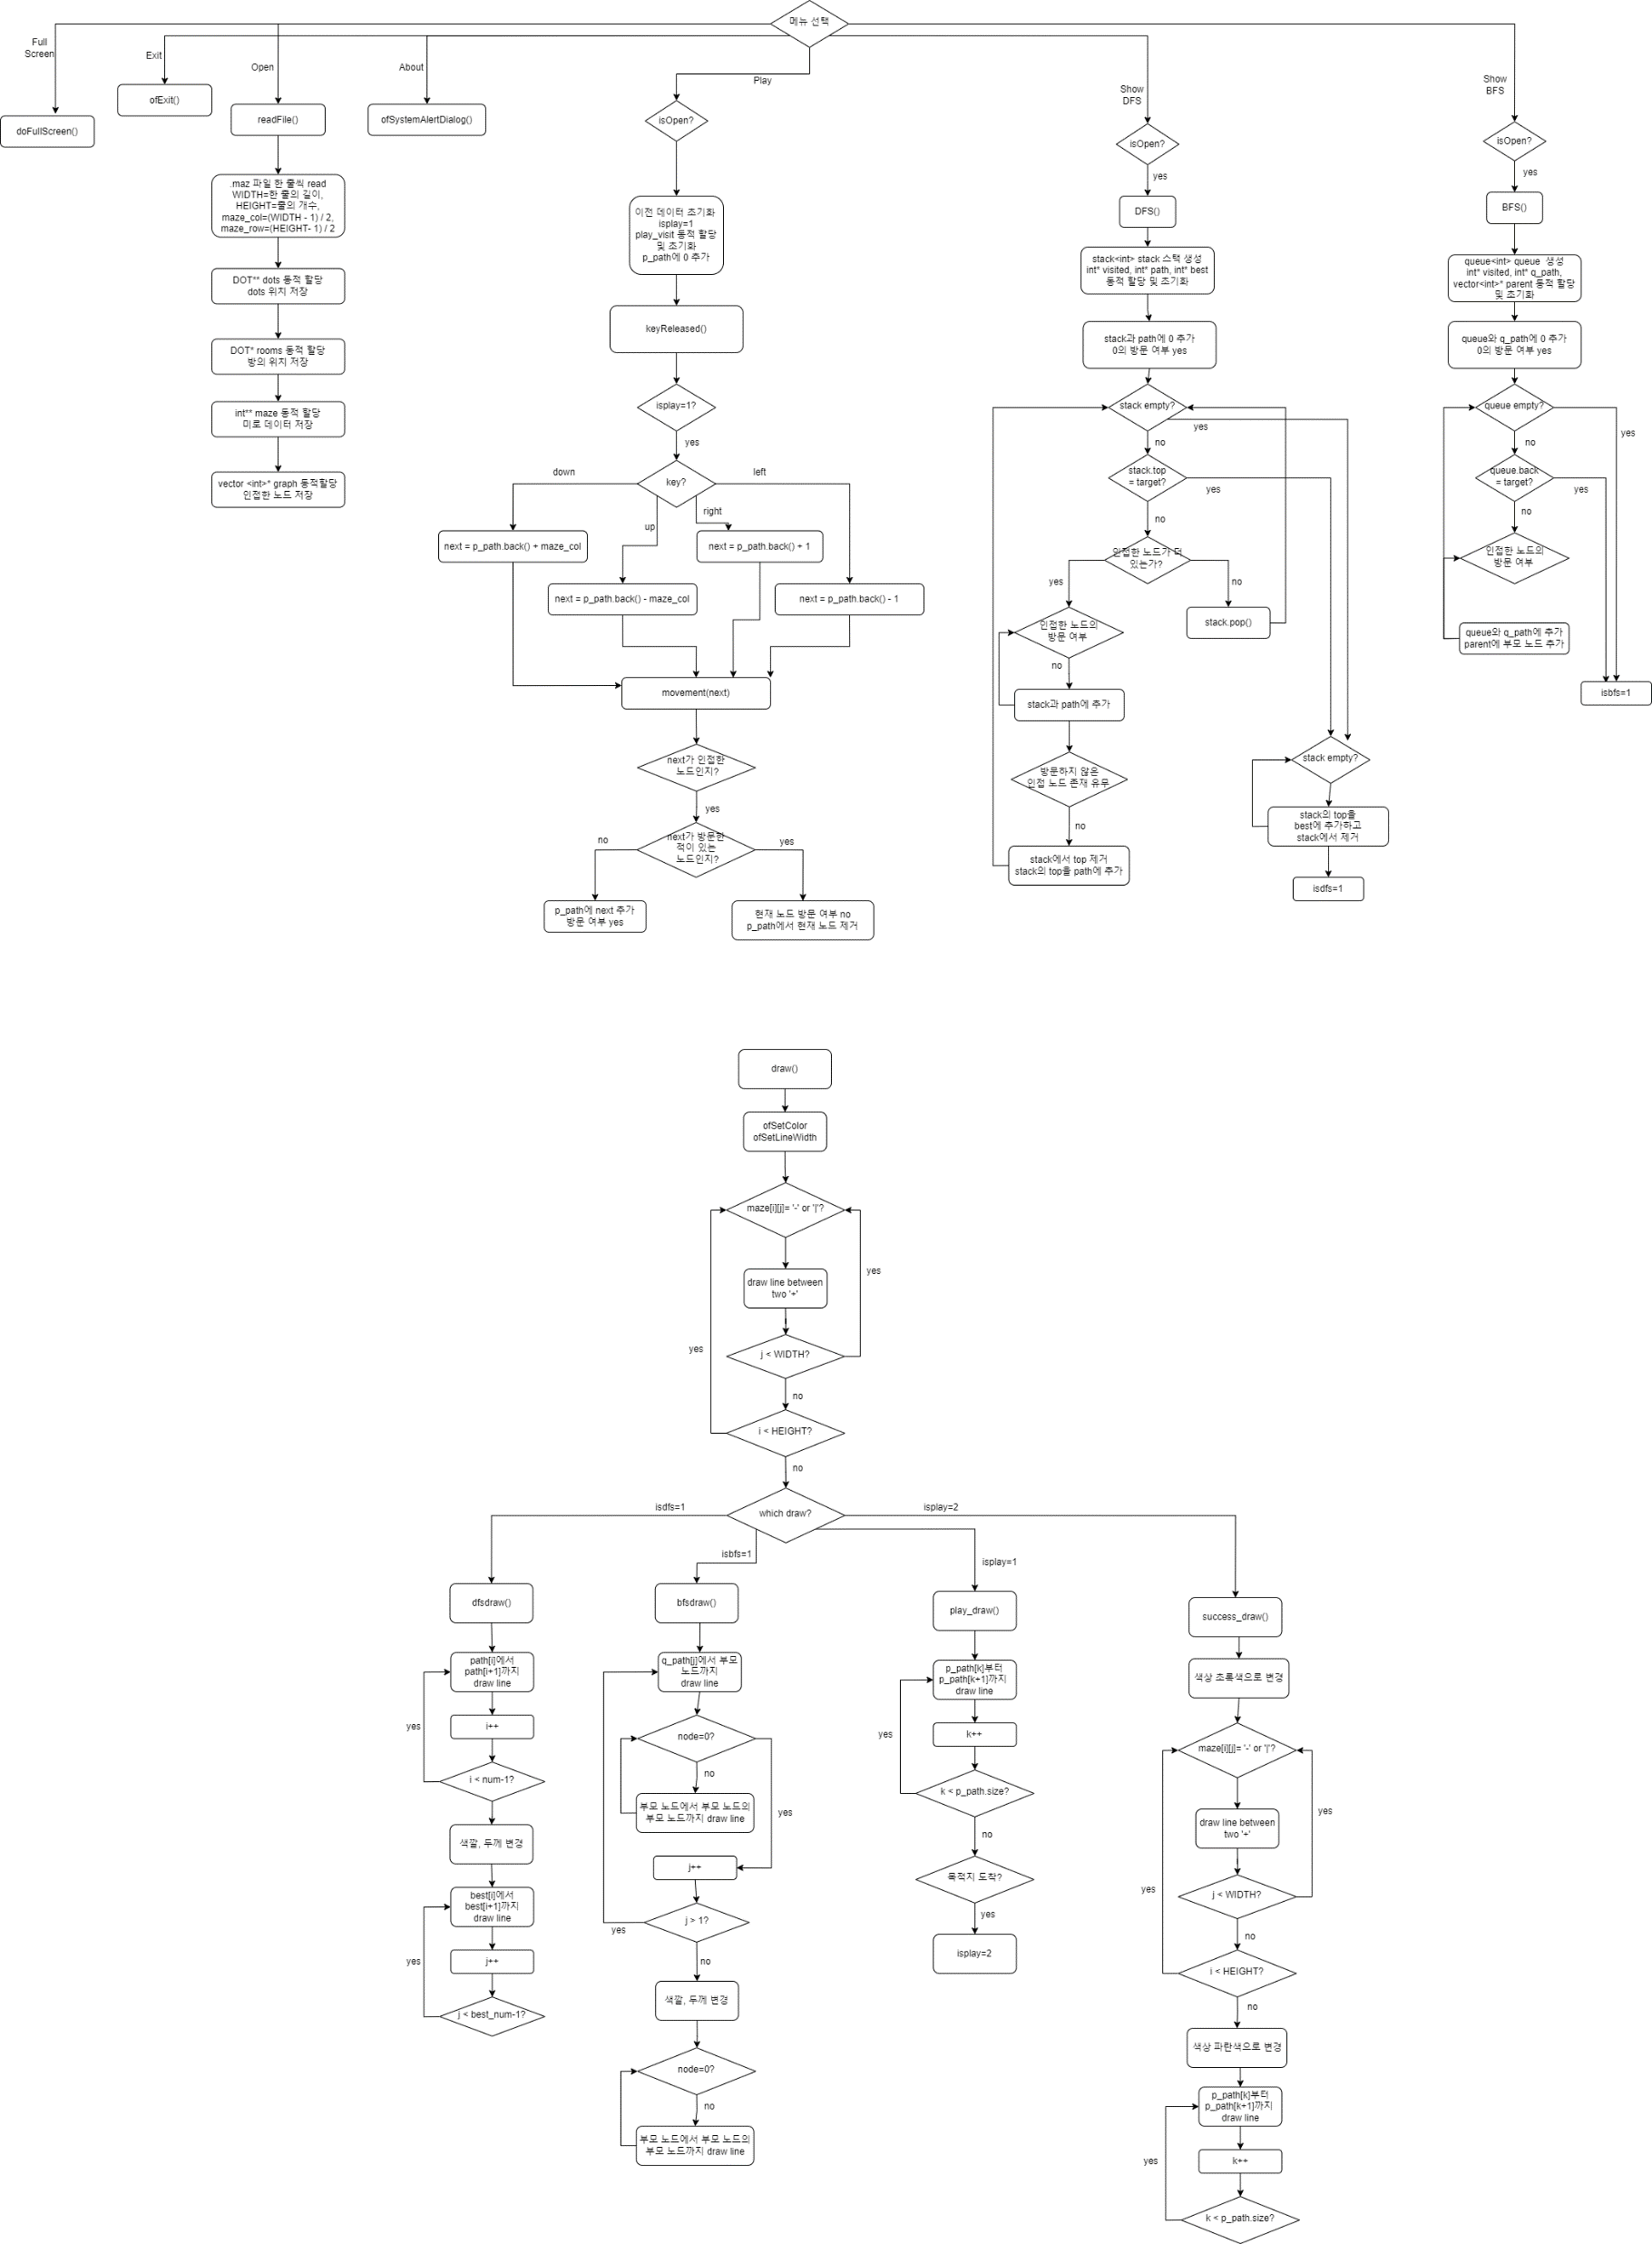 메뉴 선택
Full
Screen
doFullScreen()
Exit
ofExit()
Open
readFile()
.maz 파일 한 줄씩 read
WIDTH=한 줄의 길이,
HEIGHT=줄의 개수,
maze_col=(WIDTH - 1) / 2,
maze_row=(HEIGHT- 1) / 2
DOT** dots 동적 할당
dots 위치 저장
DOT* rooms 동적 할당
방의 위치 저장
int** maze 동적 할당
미로 데이터 저장
vector <int>* graph 동적할당
인접한 노드 저장
About
ofSystemAlertDialog()
Play
isOpen?
이전 데이터 초기화
isplay=1
play_visit 동적 할당
및 초기화
p_path에 0 추가
keyReleased()
isplay=1?
yes
key?
down
up
right
left
next = p_path.back() + maze_col
next = p_path.back() + 1
next = p_path.back() - maze_col
next = p_path.back() - 1
movement(next)
next가 인접한
노드인지?
yes
next가 방문한
적이 있는
노드인지?
no
yes
p_path에 next 추가
방문 여부 yes
현재 노드 방문 여부 no
p_path에서 현재 노드 제거
Show
DFS
isOpen?
yes
DFS()
stack<int> stack 스택 생성
int* visited, int* path, int* best
동적 할당 및 초기화
stack과 path에 0 추가
0의 방문 여부 yes
stack empty?
yes
no
stack.top
= target?
yes
no
인접한 노드가 더
있는가?
yes
no
stack.pop()
인접한 노드의
방문 여부
no
stack과 path에 추가
방문하지 않은
인접 노드 존재 유무
no
stack에서 top 제거
stack의 top을 path에 추가
stack empty?
stack의 top을
best에 추가하고
stack에서 제거
isdfs=1
Show
BFS
isOpen?
yes
BFS()
queue<int> queue 생성
int* visited, int* q_path,
vector<int>* parent 동적 할당
및 초기화
queue와 q_path에 0 추가
0의 방문 여부 yes
queue empty?
yes
no
queue.back
= target?
yes
no
인접한 노드의
방문 여부
queue와 q_path에 추가
parent에 부모 노드 추가
isbfs=1
draw()
ofSetColor
ofSetLineWidth
maze[i][j]= '-' or '|'?
yes
draw line between
two '+'
yes
j < WIDTH?
no
i < HEIGHT?
no
which draw?
isdfs=1
isbfs=1
isplay=1
isplay=2
dfsdraw()
path[i]에서
path[i+1]까지
draw line
yes
i++
i < num-1?
색깔, 두께 변경
best[i]에서
best[i+1]까지
draw line
yes
j++
j < best_num-1?
bfsdraw()
q_path[j]에서 부모
노드까지
draw line
node=0?
no
yes
부모 노드에서 부모 노드의
부모 노드까지 draw line
j++
j > 1?
yes
no
색깔, 두께 변경
node=0?
no
부모 노드에서 부모 노드의
부모 노드까지 draw line
play_draw()
p_path[k]부터
p_path[k+1]까지
draw line
yes
k++
k < p_path.size?
no
목적지 도착?
yes
isplay=2
success_draw()
색상 초록색으로 변경
maze[i][j]= '-' or '|'?
yes
draw line between
two '+'
yes
j < WIDTH?
no
i < HEIGHT?
no
색상 파란색으로 변경
p_path[k]부터
p_path[k+1]까지
draw line
yes
k++
k < p_path.size?